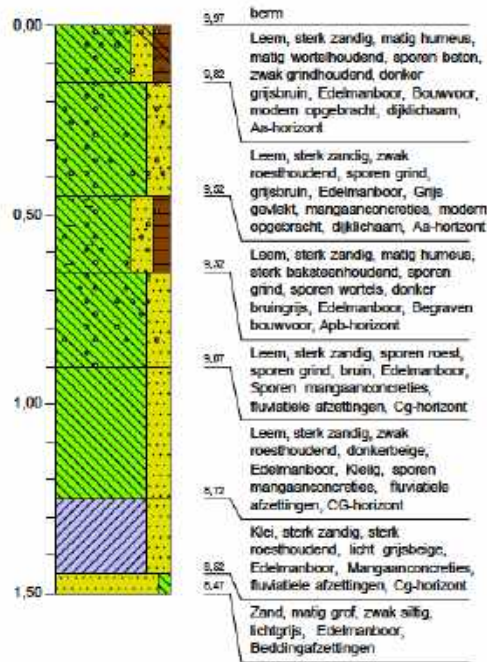 0,00
9,97
berm
Leem, sterk zandig, matig humeus,
matig wortelhoudend, sporen beton,
zwak grindhoudend, donker
grijsbruin, Edelmanboor, Bouwvoor,
modern opgebracht, dijklichaam,
Aa-horizont
9,82
Leem, sterk zandig, zwak
roesthoudend, sporen grind,
grijsbruin, Edelmanboor, Grijs
gevlekt, mangaanconcreties, modern
opgebracht, dijklichaam, Aa-horizont
9,52
0,50
Leem, sterk zandig, matig humeus,
sterk baksteenhoudend, sporen
grind, sporen wortels, donker
bruingrijs, Edelmanboor, Begraven
bouwvoor, Apb-horizont
9,32
Leem, sterk zandig, sporen roest,
sporen grind, bruin, Edelmanboor,
Sporen mangaanconcreties,
fluviatiele afzettingen, Cg-horizont
9,07
1,00
Leem, sterk zandig, zwak
roesthoudend, donkerbeige,
Edelmanboor, Kleiig, sporen
mangaanconcreties, fluviatiele
afzettingen, CG-horizont
8,72
Klei, sterk zandig, sterk
roesthoudend, licht grijsbeige,
Edelmanboor, Mangaanconcreties,
fluviatiele afzettingen, Cg-horizont
8,52
8,47
1,50
Zand, matig grof, zwak siltig,
lichtgrijs, Edelmanboor,
Beddingafzettingen